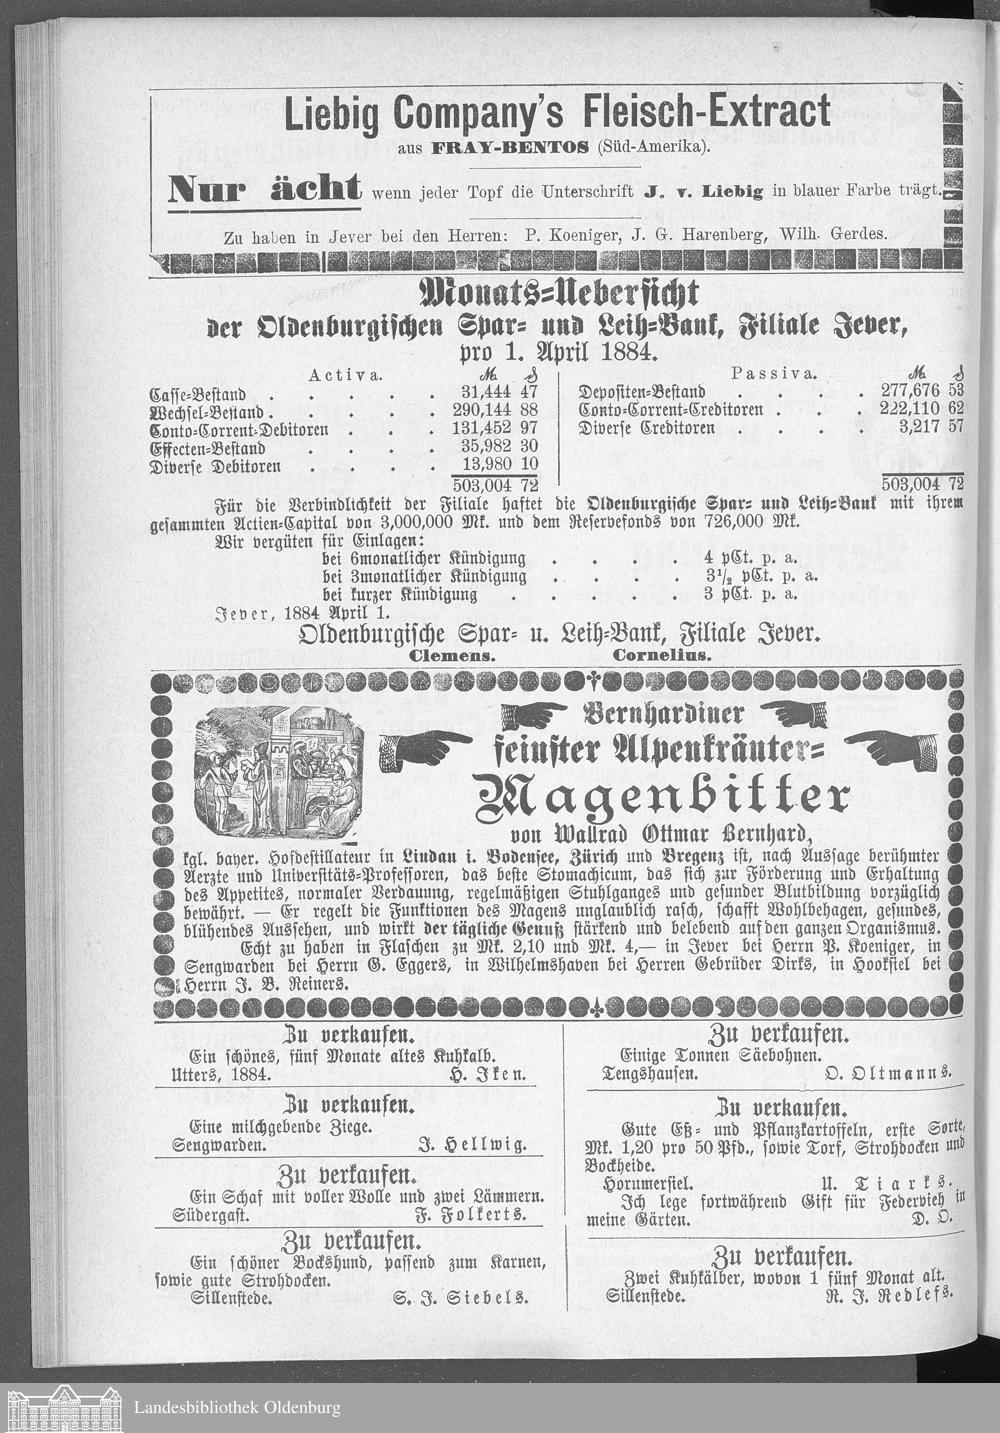 Liebig Company's Fleisch-Extract
aus FRAY-BENTOS (Süd-Amerika).
Nur ächt wenn jeder Topf die Unterschrift J. v. Liebig in blauer Farbe trägt.
Zu haben in Jever bei den Herren: P. Koeniger, J. G. Harenberg, Wilh. Gerdes.
Monats-Uebersicht
der Oldenburgischen Spar- und Leih-Bank, Filiale Jever,
pro 1. April 1884.
Activa. M. ₰
Casse-Bestand . . . . . 31,444 47
Wechsel-Bestand . . . . . 290,144 88
Conto-Corrent-Debitoren . . . 131,452 97
Effecten-Bestand . . . . 35,982 30
Diverse Debitoren . . . . 13,980 10
503,004 72
Passiva. M. ₰
Depositen-Bestand . . . . 277,676 53
Conto-Corrent-Creditoren . . . . 222,110 62
Diverse Creditoren . . . . 3,217 57
503,004 72
Für die Verbindlichkeit der Filiale haftet die Oldenburgische Spar- und Leih-Bank mit ihrem
gesammten Actien-Capital von 3,000,000 Mk. und dem Reservefonds von 726,000 Mk.
Wir vergüten für Einlagen:
bei 6monatlicher Kündigung . . . . 4 pCt. p. a.
bei 3monatlicher Kündigung . . . . 3½ pCt. p. a.
bei kurzer Kündigung . . . . . 3 pCt. p. a.
Jever, 1884 April 1.
Oldenburgische Spar- u. Leih-Bank, Filiale Jever.
Clemens. Cornelius.
Bernhardiner
feinster Alpenkräuter-
Magenbitter
von Wallrad Ottmar Bernhard,
kgl. bayer. Hofdestillateur in Lindau i. Bodensee, Zürich und Bregenz ist, nach Aussage berühmter
Aerzte und Universitäts-Professoren, das beste Stomachicum, das sich zur Förderung und Erhaltung
des Appetites, normaler Verdauung, regelmäßigen Stuhlganges und gesunder Blutbildung vorzüglich
bewährt. — Er regelt die Funktionen des Magens unglaublich rasch, schafft Wohlbehagen, gesundes,
blühendes Aussehen, und wirkt der tägliche Genuß stärkend und belebend auf den ganzen Organismus.
Echt zu haben in Flaschen zu Mk. 2,10 und Mk. 4,— in Jever bei Herrn P. Koeniger, in
Sengwarden bei Herrn G. Eggers, in Wilhelmshaven bei Herren Gebrüder Dirks, in Hooksiel bei
Herrn J. B. Reiners.
Zu verkaufen.
Ein schönes, fünf Monate altes Kuhkalb.
Utters, 1884. H. Iken.
Zu verkaufen.
Eine milchgebende Ziege.
Sengwarden. J. Hellwig.
Zu verkaufen.
Ein Schaf mit voller Wolle und zwei Lämmern.
Südergast. F. Folkerts.
Zu verkaufen.
Ein schöner Bockshund, passend zum Karnen,
sowie gute Strohdocken.
Sillenstede. S. J. Siebels.
Zu verkaufen.
Einige Tonnen Säebohnen.
Tengshausen. O. Oltmanns.
Zu verkaufen.
Gute Eß- und Pflanzkartoffeln, erste Sorte,
Mk. 1,20 pro 50 Pfd., sowie Torf, Strohdocken und
Bockheide.
Horumersiel. U. Tiarks.
Ich lege fortwährend Gift für Federvieh in
meine Gärten. D. O.
Zu verkaufen.
Zwei Kuhkälber, wovon 1 fünf Monat alt.
Sillenstede. R. J. Redlefs.
Landesbibliothek Oldenburg